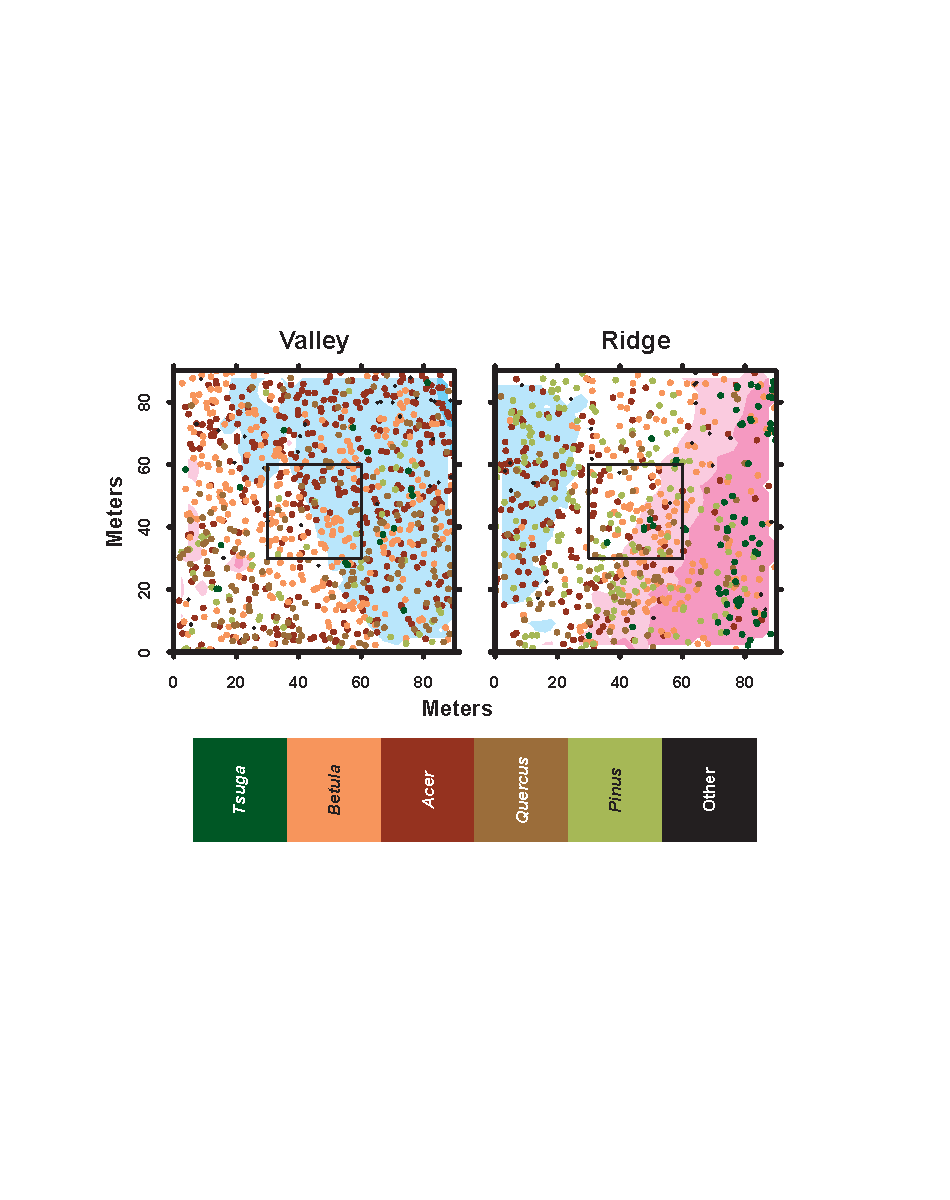 Valley
Ridge
Meters
80
60
40
20
0
0 20 40 60 80
0 20 40 60 80
Meters
Tsuga
Betula
Acer
Quercus
Pinus
Other